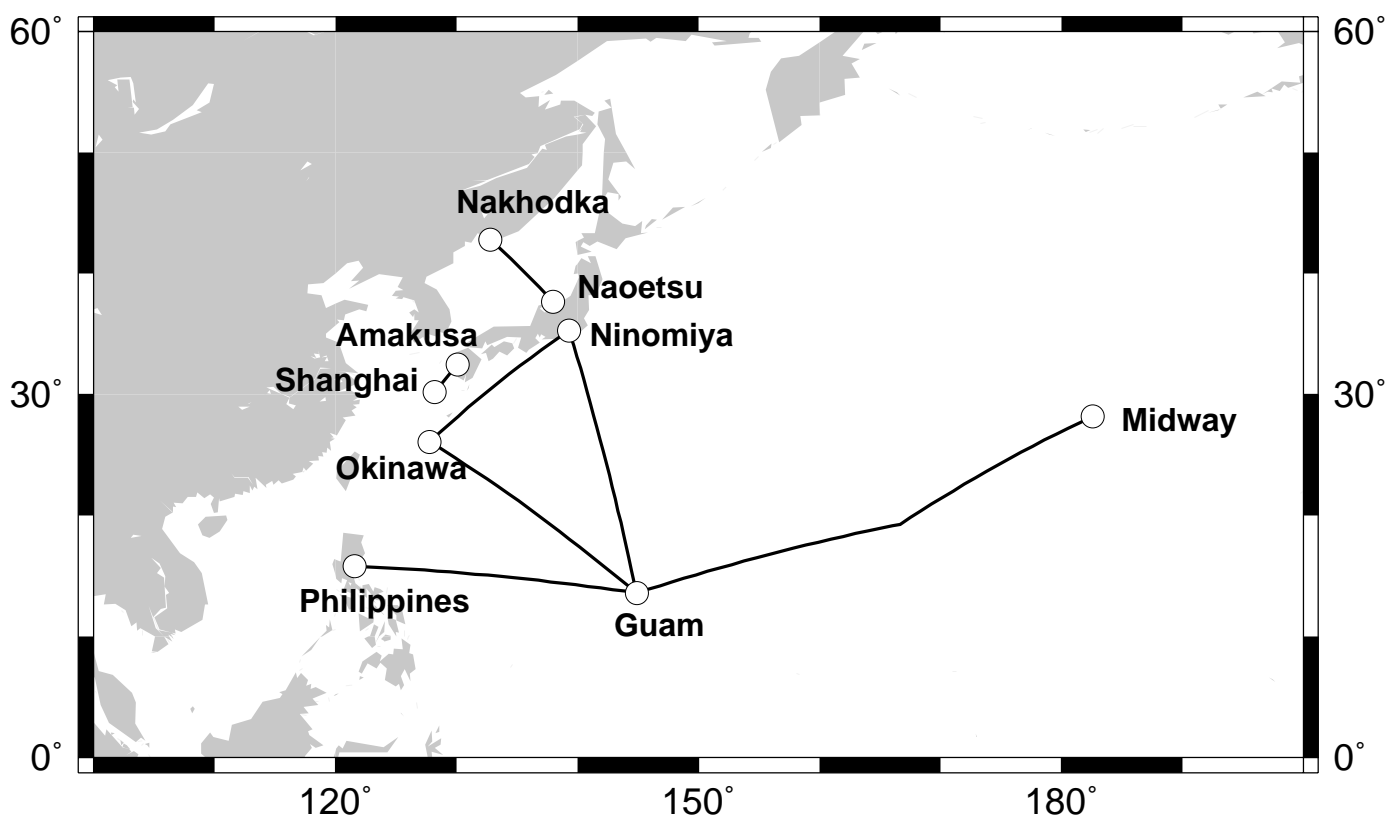 60° 60°
Nakhodka
Naoetsu
Amakusa Ninomiya
Shanghai
30° 30°
Midway
Okinawa
Philippines
Guam
0° 0°
120° 150° 180°